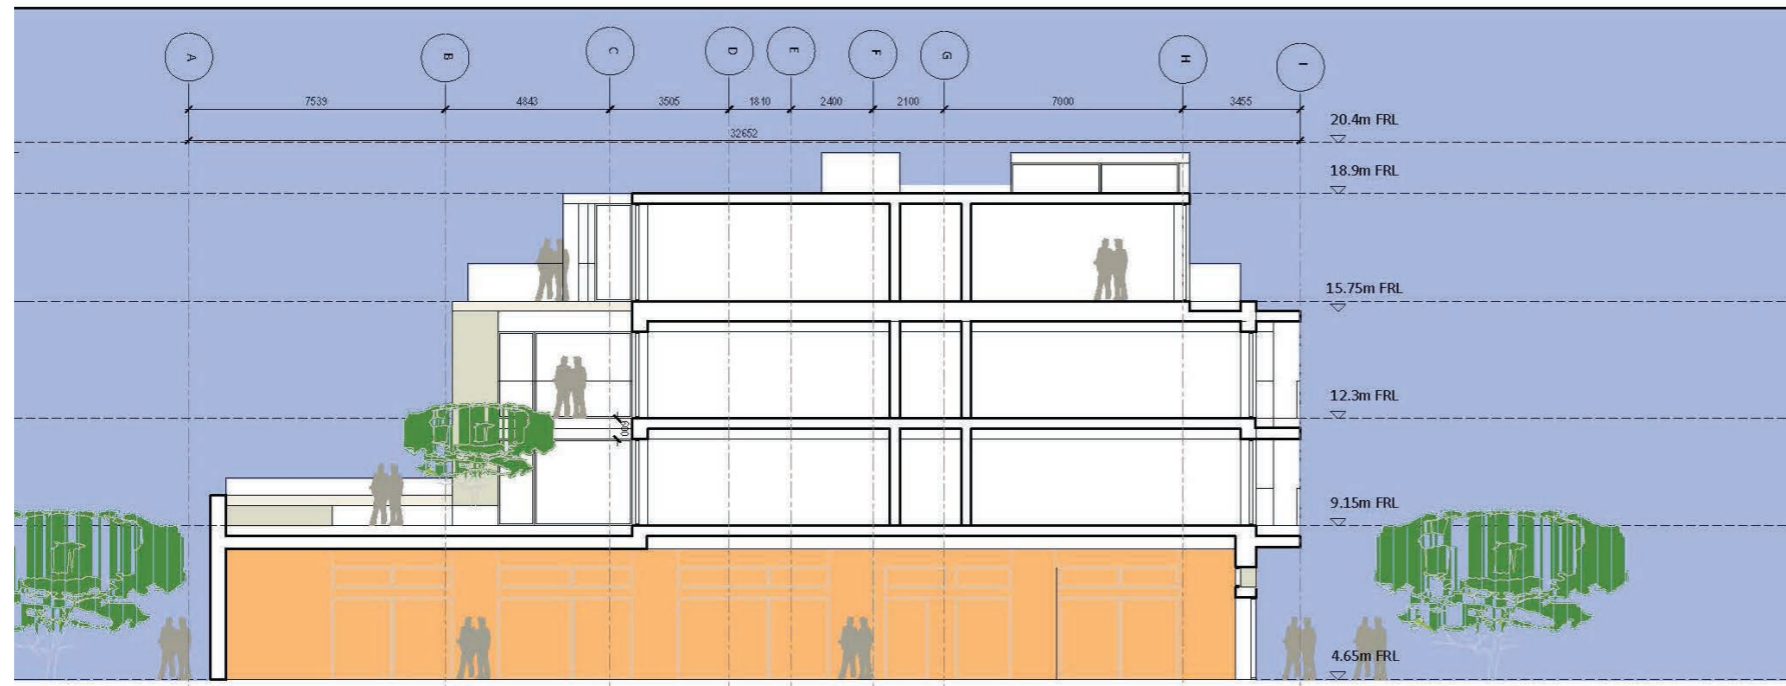 A B C D E F G H I
7539 4843 3505 1810 2400 2100 7000 3455
32652
20.4m FRL
18.9m FRL
15.75m FRL
12.3m FRL
600
9.15m FRL
4.65m FRL